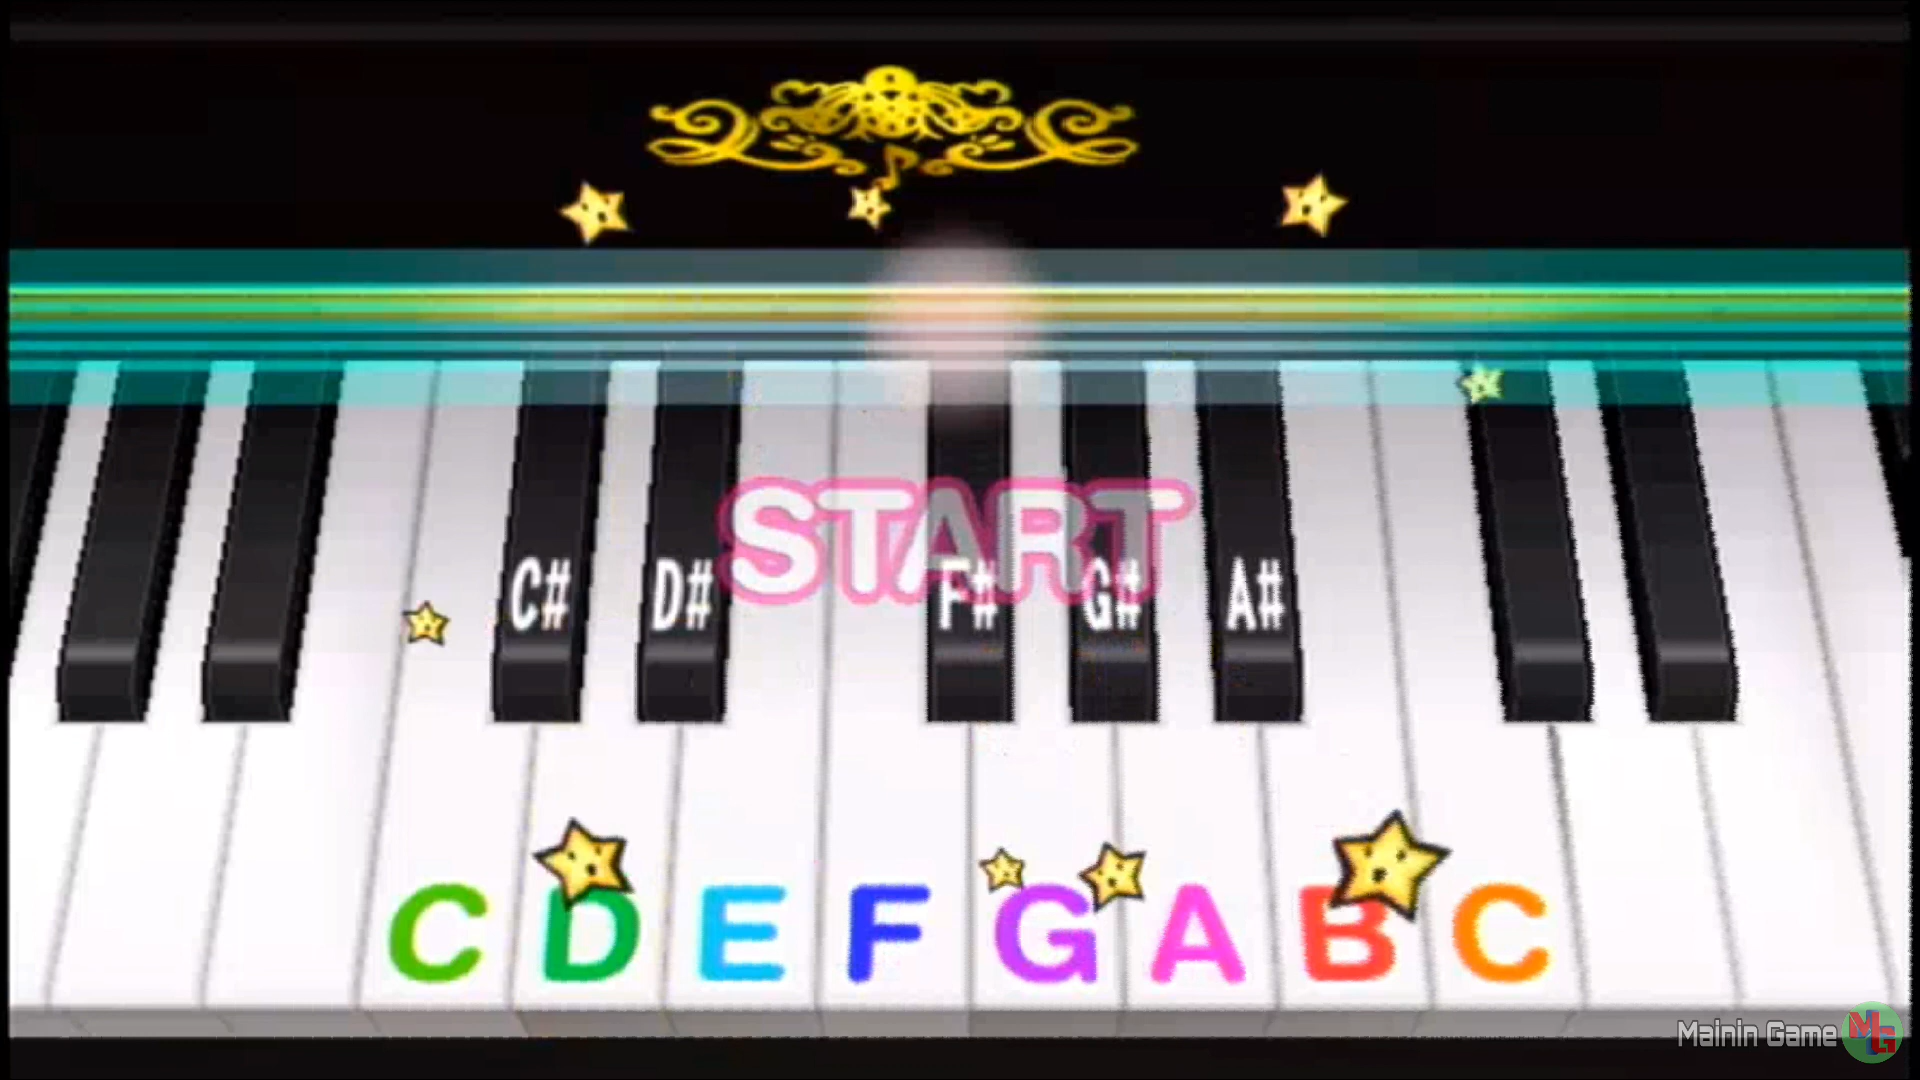 START
C# D# F# G# A#
C D E F G A B C
Mainin Game MG